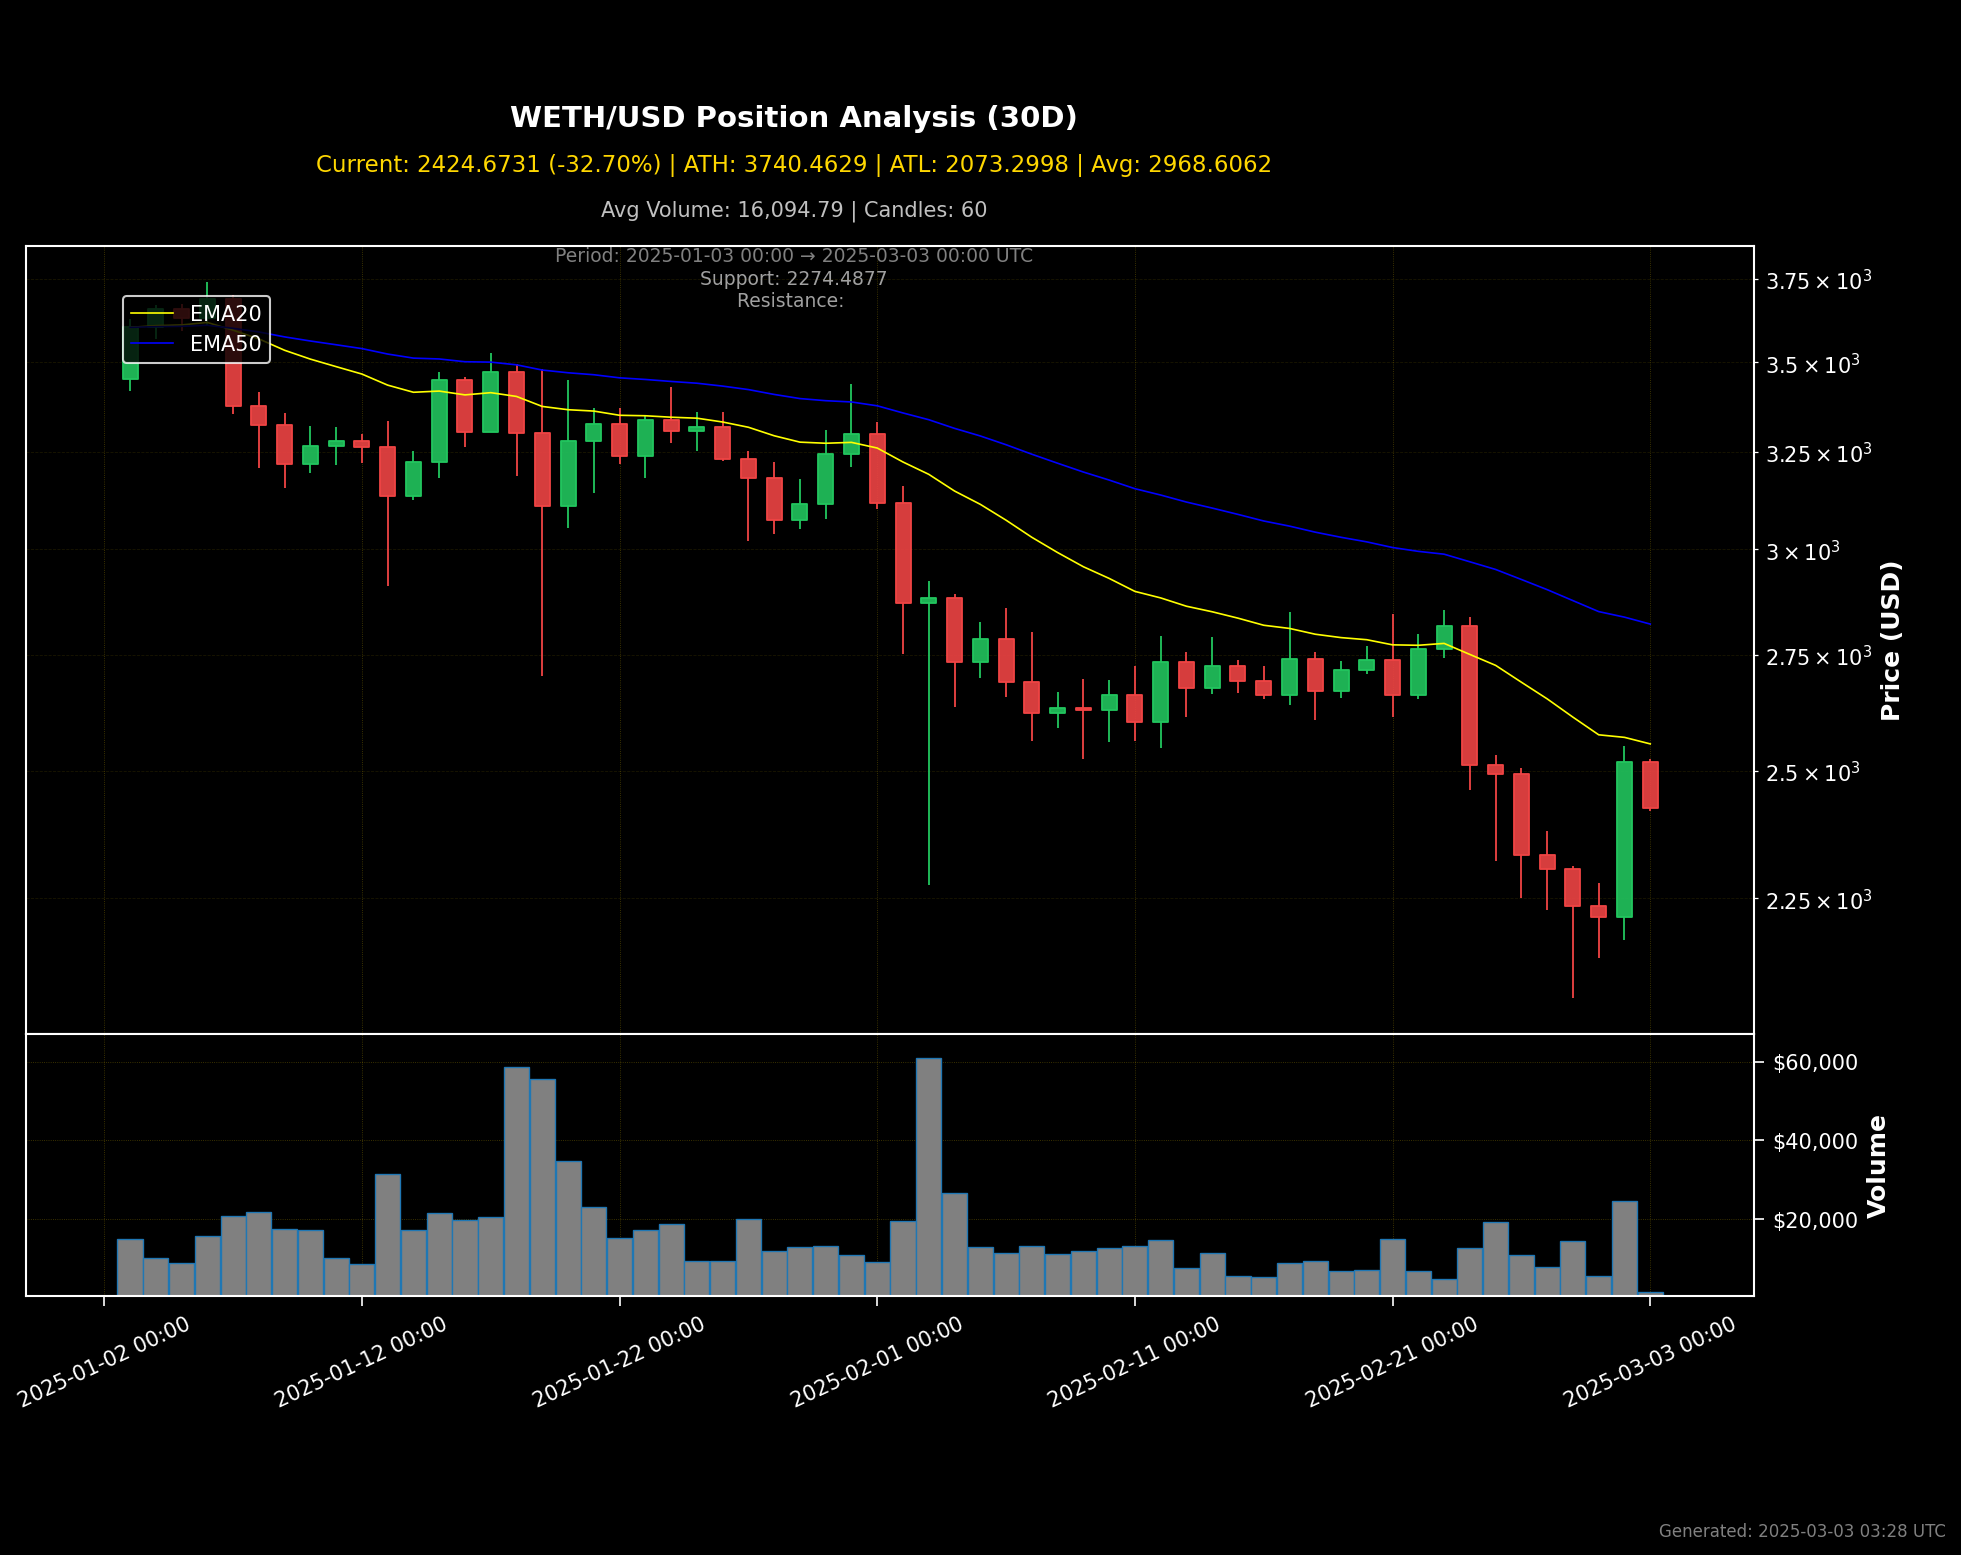 WETH/USD Position Analysis (30D)
Current: 2424.6731 (-32.70%) | ATH: 3740.4629 | ATL: 2073.2998 | Avg: 2968.6062
Avg Volume: 16,094.79 | Candles: 60
Period: 2025-01-03 00:00 → 2025-03-03 00:00 UTC
Support: 2274.4877
Resistance:
EMA20
EMA50
3.75 × 10³
3.5 × 10³
3.25 × 10³
3 × 10³
2.75 × 10³
2.5 × 10³
2.25 × 10³
Price (USD)
$60,000
$40,000
$20,000
Volume
2025-01-02 00:00
2025-01-12 00:00
2025-01-22 00:00
2025-02-01 00:00
2025-02-11 00:00
2025-02-21 00:00
2025-03-03 00:00
Generated: 2025-03-03 03:28 UTC